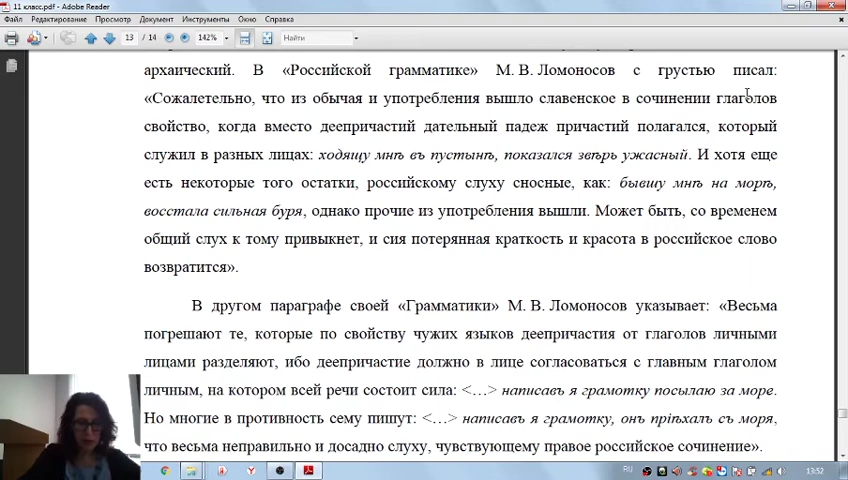 11 класс.pdf - Adobe Reader
Файл Редактирование Просмотр Документ Инструменты Окно Справка
13 / 14 142% Найти
архаический. В «Российской грамматике» М. В. Ломоносов с грустью писал:
«Сожалетельно, что из обычая и употребления вышло славенское в сочинении глаголов
свойство, когда вместо деепричастий дательный падеж причастий полагался, который
служил в разных лицах: ходящу мнѣ въ пустынѣ, показался звѣрь ужасный. И хотя еще
есть некоторые того остатки, российскому слуху сносные, как: бывшу мнѣ на морѣ,
восстала сильная буря, однако прочие из употребления вышли. Может быть, со временем
общий слух к тому привыкнет, и сия потерянная краткость и красота в российское слово
возвратится».
В другом параграфе своей «Грамматики» М. В. Ломоносов указывает: «Весьма
погрешают те, которые по свойству чужих языков деепричастия от глаголов личными
лицами разделяют, ибо деепричастие должно в лице согласоваться с главным глаголом
личным, на котором всей речи состоит сила: <…> написавъ я грамотку посылаю за море.
Но многие в противность сему пишут: <…> написавъ я грамотку, онъ пріѣхалъ съ моря,
что весьма неправильно и досадно слуху, чувствующему правое российское сочинение».
RU 13:52